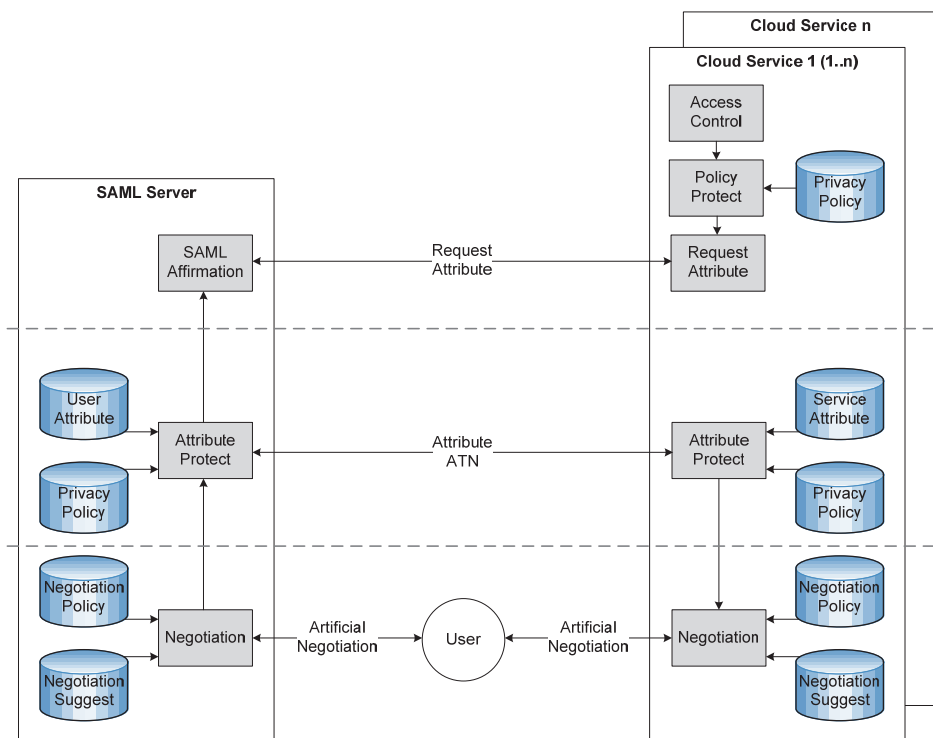 Cloud Service n
Cloud Service 1 (1..n)
Access
Control
Policy
Protect
Privacy
Policy
Request
Attribute
SAML Server
SAML
Affirmation
Request
Attribute
User
Attribute
Attribute
Protect
Privacy
Policy
Attribute
ATN
Service
Attribute
Attribute
Protect
Privacy
Policy
Negotiation
Policy
Negotiation
Negotiation
Suggest
Artificial
Negotiation
User
Artificial
Negotiation
Negotiation
Policy
Negotiation
Negotiation
Suggest